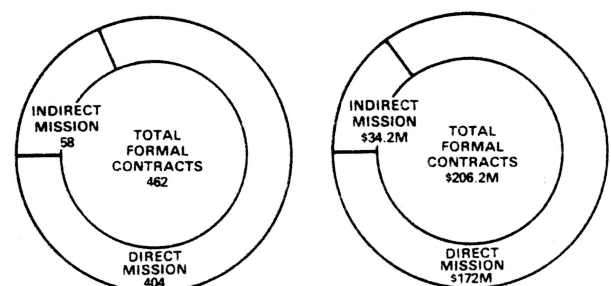 INDIRECT
MISSION
58
TOTAL
FORMAL
CONTRACTS
462
DIRECT
MISSION
404
INDIRECT
MISSION
$34.2M
TOTAL
FORMAL
CONTRACTS
$206.2M
DIRECT
MISSION
$172M